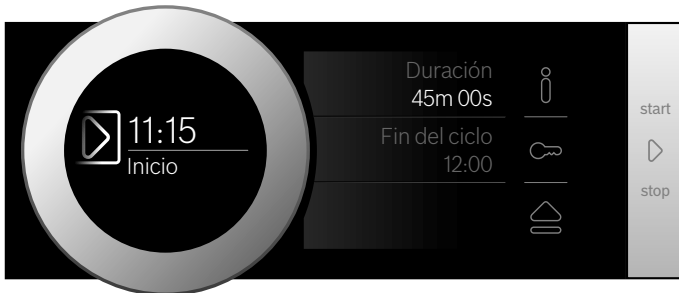 11:15
Inicio
Duración
45m 00s
Fin del ciclo
12:00
start
stop